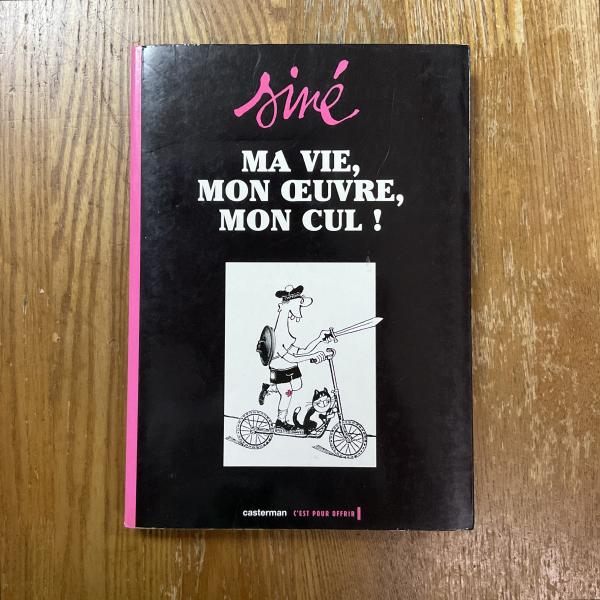 siné
MA VIE,
MON ŒUVRE,
MON CUL !
casterman C'EST POUR OFFRIR